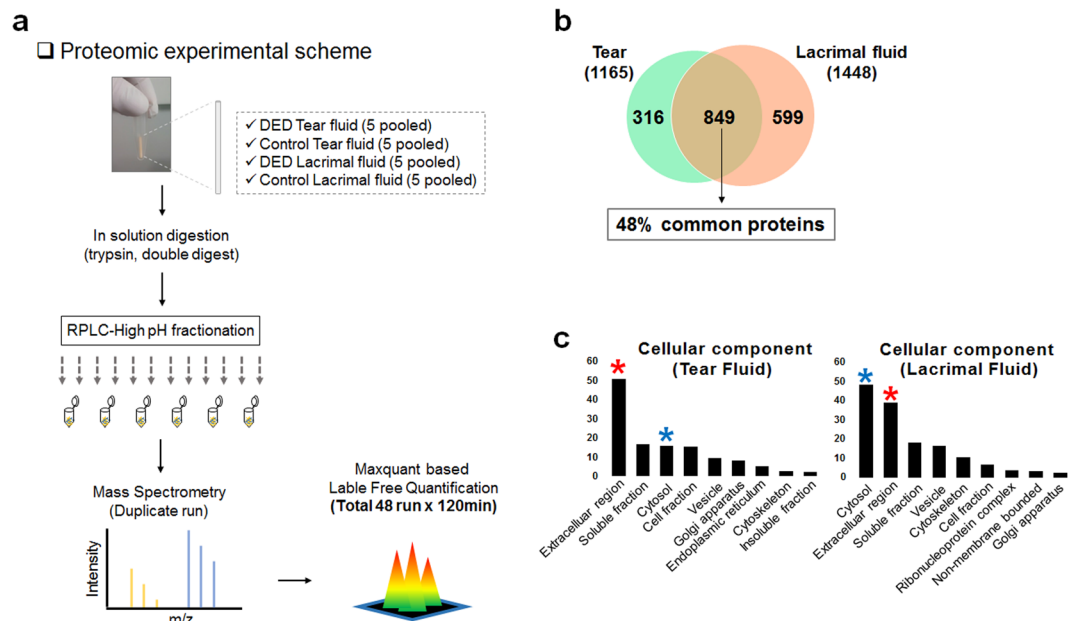 a
❑ Proteomic experimental scheme
✓ DED Tear fluid (5 pooled)
✓ Control Tear fluid (5 pooled)
✓ DED Lacrimal fluid (5 pooled)
✓ Control Lacrimal fluid (5 pooled)
In solution digestion
(trypsin, double digest)
RPLC-High pH fractionation
Mass Spectrometry
(Duplicate run)
Intensity
m/z
Maxquant based
Lable Free Quantification
(Total 48 run x 120min)
b
Tear
(1165)
Lacrimal fluid
(1448)
316
849
599
48% common proteins
c
Cellular component
(Tear Fluid)
60
50
40
30
20
10
0
*
*
Extracelluar region
Soluble fraction
Cytosol
Cell fraction
Vesicle
Golgi apparatus
Endoplasmic reticulum
Cytoskeleton
Insoluble fraction
Cellular component
(Lacrimal Fluid)
60
50
40
30
20
10
0
*
*
Cytosol
Extracelluar region
Soluble fraction
Vesicle
Cytoskeleton
Cell fraction
Ribonucleoprotein complex
Non-membrane bounded
Golgi apparatus